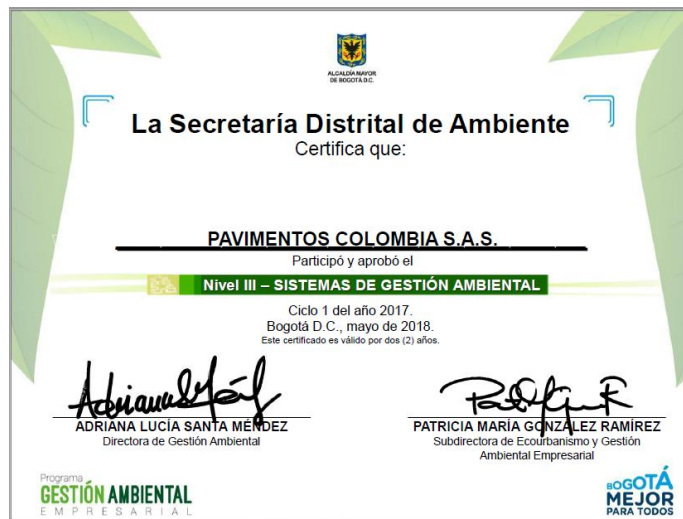 ALCALDÍA MAYOR
DE BOGOTÁ D.C.
La Secretaría Distrital de Ambiente
Certifica que:
PAVIMENTOS COLOMBIA S.A.S.
Participó y aprobó el
Nivel III – SISTEMAS DE GESTIÓN AMBIENTAL
Ciclo 1 del año 2017.
Bogotá D.C., mayo de 2018.
Este certificado es válido por dos (2) años.
ADRIANA LUCÍA SANTA MÉNDEZ
Directora de Gestión Ambiental
PATRICIA MARÍA GONZÁLEZ RAMÍREZ
Subdirectora de Ecourbanismo y Gestión
Ambiental Empresarial
Programa
GESTIÓN AMBIENTAL
EMPRESARIAL
BOGOTÁ
MEJOR
PARA TODOS